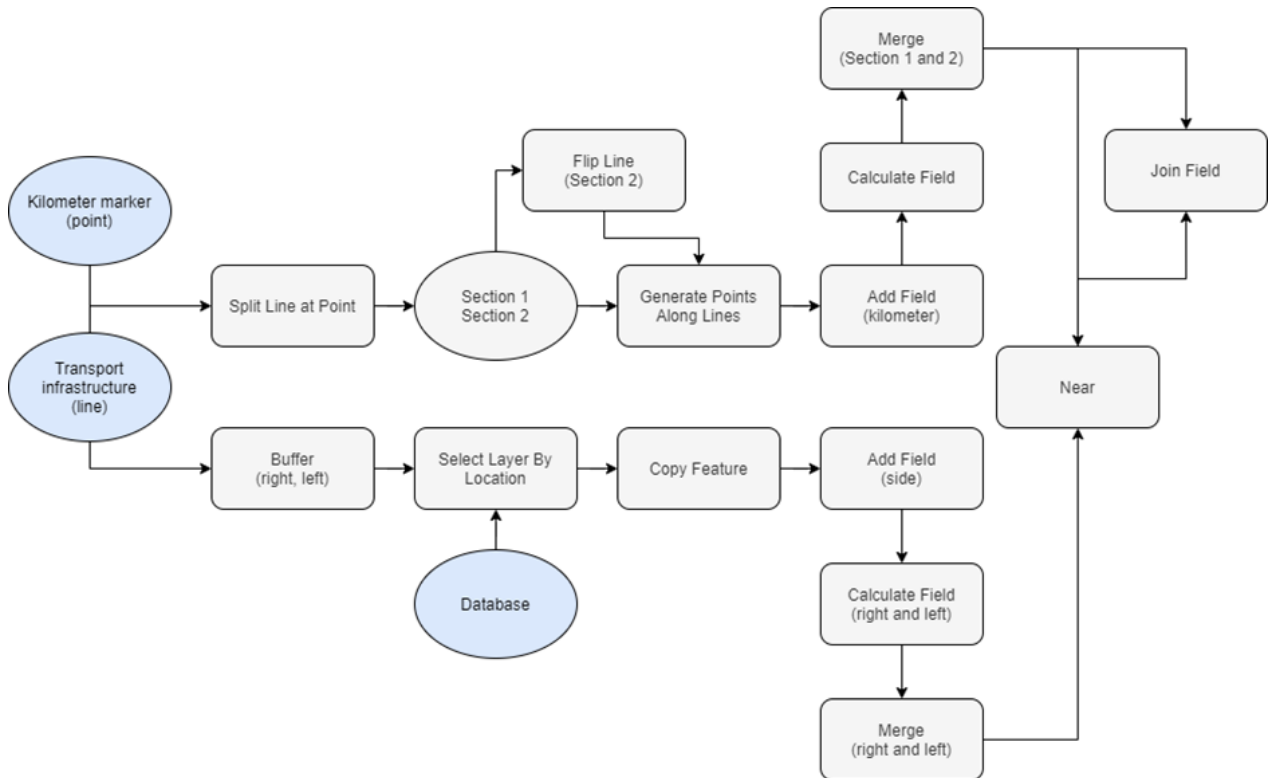 Merge
(Section 1 and 2)
Flip Line
(Section 2)
Calculate Field
Join Field
Kilometer marker
(point)
Split Line at Point
Section 1
Section 2
Generate Points
Along Lines
Add Field
(kilometer)
Transport
infrastructure
(line)
Near
Buffer
(right, left)
Select Layer By
Location
Copy Feature
Add Field
(side)
Database
Calculate Field
(right and left)
Merge
(right and left)